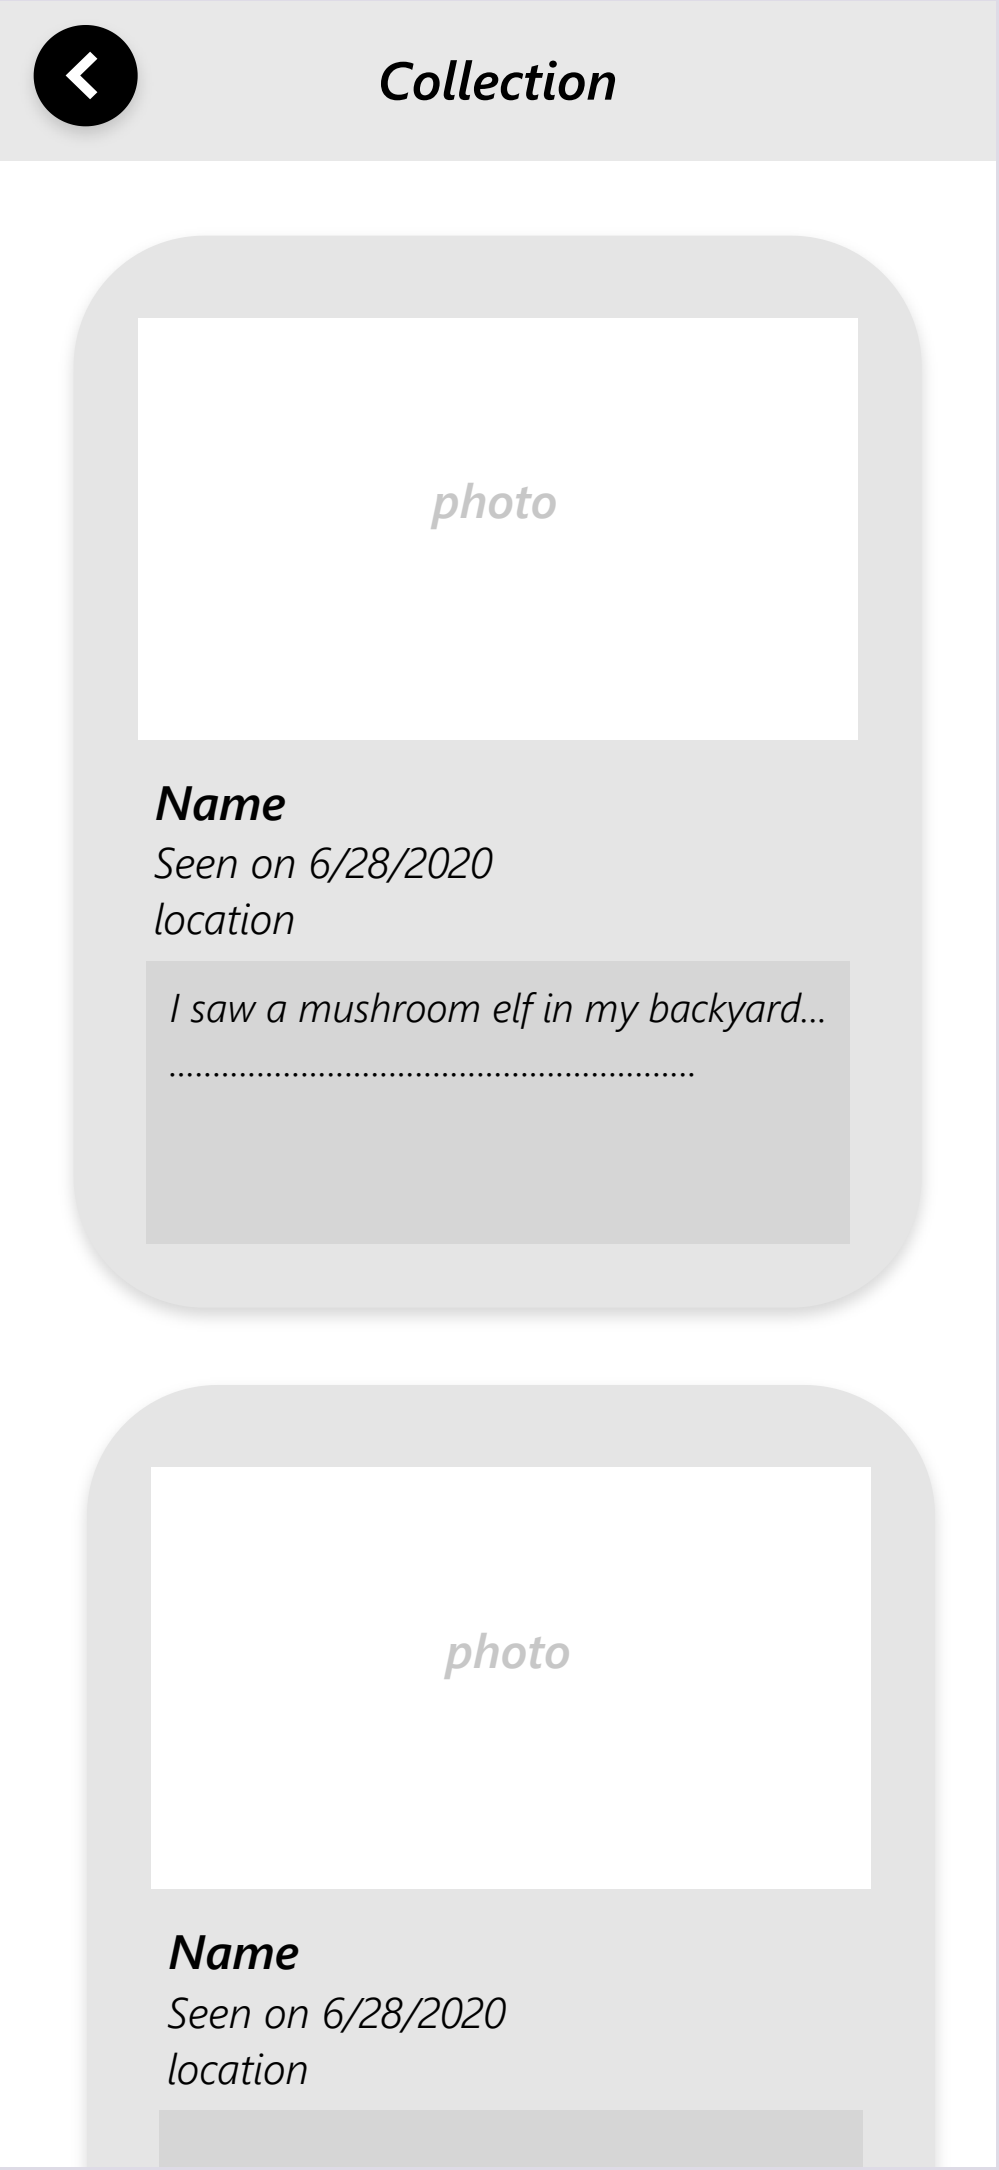 Collection
photo
Name
Seen on 6/28/2020
location
I saw a mushroom elf in my backyard...
............................................................
photo
Name
Seen on 6/28/2020
location